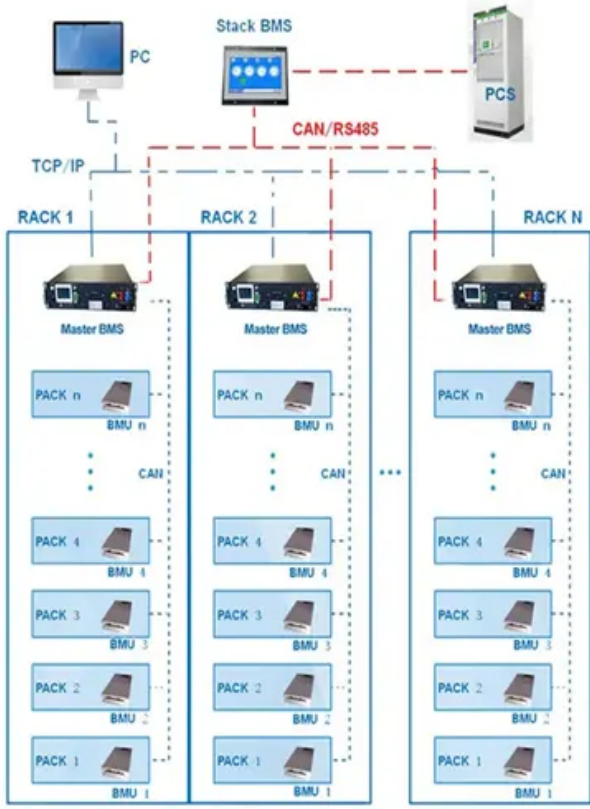 Stack BMS
PC
PCS
CAN/RS485
TCP/IP
RACK 1
RACK 2
RACK N
Master BMS
Master BMS
Master BMS
PACK n
BMU n
PACK n
BMU n
PACK n
BMU n
CAN
CAN
CAN
PACK 4
BMU 4
PACK 4
BMU 4
PACK 4
BMU 4
PACK 3
BMU 3
PACK 3
BMU 3
PACK 3
BMU 3
PACK 2
BMU 2
PACK 2
BMU 2
PACK 2
BMU 2
PACK 1
BMU 1
PACK 1
BMU 1
PACK 1
BMU 1